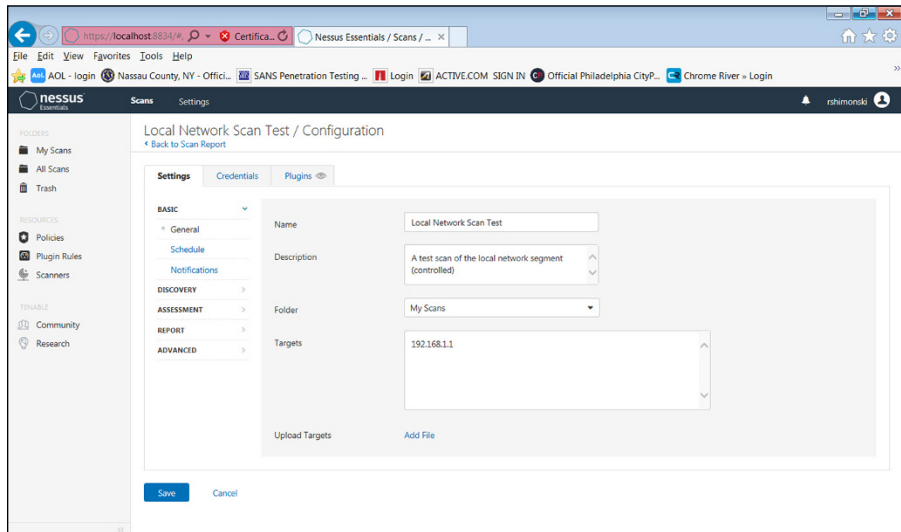 https://localhost:8834/#,
Certifica...
Nessus Essentials / Scans / ...
File Edit View Favorites Tools Help
AOL - login
Nassau County, NY - Offici...
SANS Penetration Testing ...
Login
ACTIVE.COM SIGN IN
Official Philadelphia CityP...
Chrome River » Login
nessus
Essentials
Scans
Settings
rshimonski
FOLDERS
My Scans
All Scans
Trash
RESOURCES
Policies
Plugin Rules
Scanners
TENABLE
Community
Research
Local Network Scan Test / Configuration
Back to Scan Report
Settings
Credentials
Plugins
BASIC
General
Schedule
Notifications
DISCOVERY
ASSESSMENT
REPORT
ADVANCED
Name
Local Network Scan Test
Description
A test scan of the local network segment
(controlled)
Folder
My Scans
Targets
192.168.1.1
Upload Targets
Add File
Save
Cancel